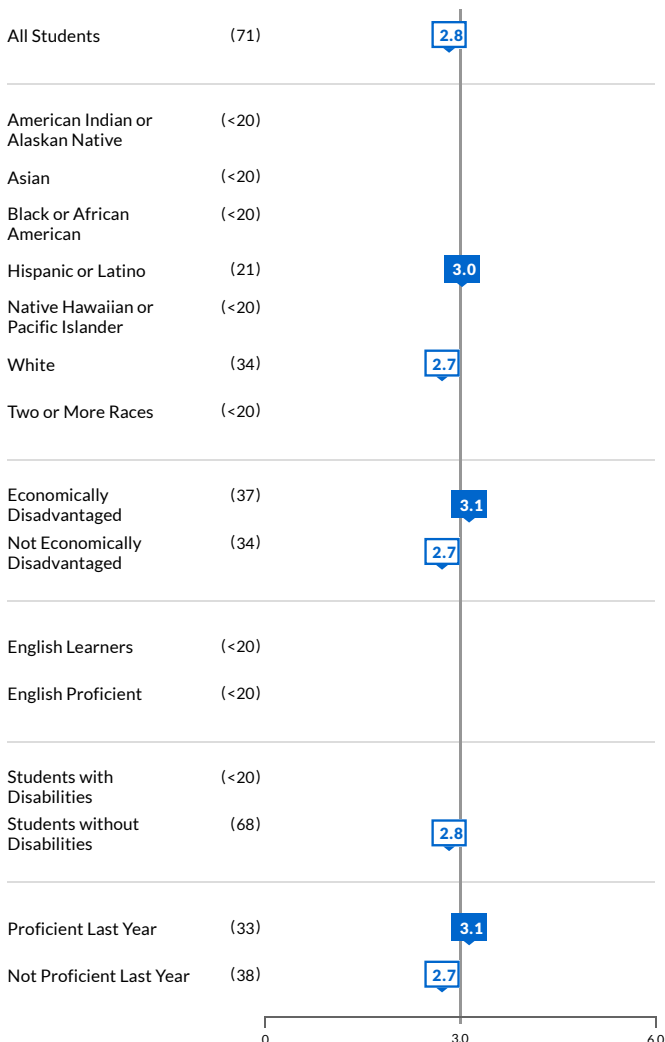 All Students (71) 2.8
American Indian or (<20)
Alaskan Native
Asian (<20)
Black or African (<20)
American
Hispanic or Latino (21) 3.0
Native Hawaiian or (<20)
Pacific Islander
White (34) 2.7
Two or More Races (<20)
Economically (37) 3.1
Disadvantaged
Not Economically (34) 2.7
Disadvantaged
English Learners (<20)
English Proficient (<20)
Students with (<20)
Disabilities
Students without (68) 2.8
Disabilities
Proficient Last Year (33) 3.1
Not Proficient Last Year (38) 2.7
0 3.0 6.0